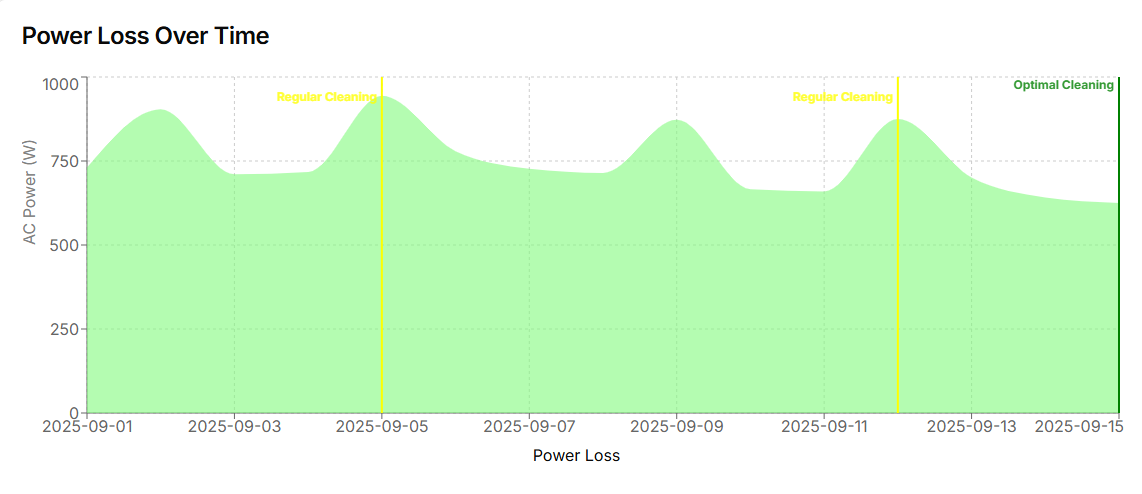 Power Loss Over Time
1000
Optimal Cleaning
Regular Cleaning
Regular Cleaning
750
AC Power (W)
500
250
0
2025-09-01 2025-09-03 2025-09-05 2025-09-07 2025-09-09 2025-09-11 2025-09-13 2025-09-15
Power Loss